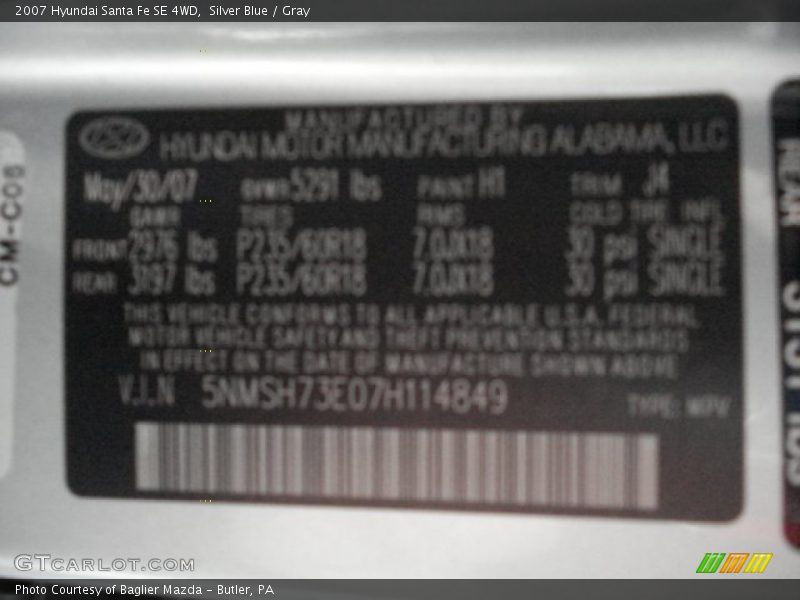 2007 Hyundai Santa Fe SE 4WD,  Silver Blue / Gray
MANUFACTURED BY
HYUNDAI MOTOR MANUFACTURING ALABAMA, LLC
May/30/07 GVWR 5291 lbs PAINT H1 TRIM J4
GAWR TIRES RIMS COLD TIRE INFL
FRONT 2976 lbs P235/60R18 7.0JX18 30 psi SINGLE
REAR 3197 lbs P235/60R18 7.0JX18 30 psi SINGLE
THIS VEHICLE CONFORMS TO ALL APPLICABLE U.S.A. FEDERAL
MOTOR VEHICLE SAFETY AND THEFT PREVENTION STANDARDS
IN EFFECT ON THE DATE OF MANUFACTURE SHOWN ABOVE
V.I.N 5NMSH73E07H114849 TYPE: MPV
CM-C05
REAR
GTCARLOT.COM
Photo Courtesy of Baglier Mazda - Butler, PA